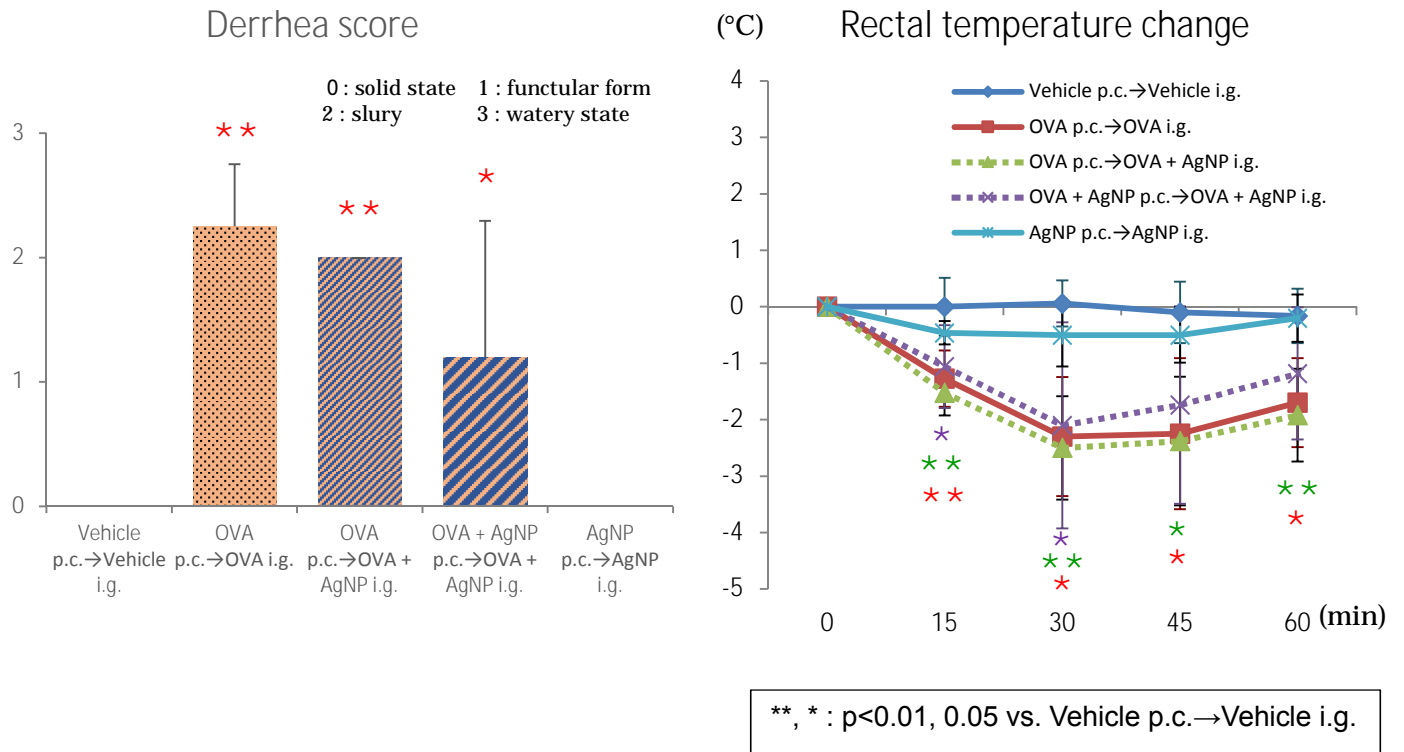 Derrhea score
0 : solid state 1 : functular form
2 : slury 3 : watery state
** ** *
3
2
1
0
Vehicle p.c.→Vehicle i.g.
OVA p.c.→OVA i.g.
OVA p.c.→OVA + AgNP i.g.
OVA + AgNP p.c.→OVA + AgNP i.g.
AgNP p.c.→AgNP i.g.
(°C) Rectal temperature change
Vehicle p.c.→Vehicle i.g.
OVA p.c.→OVA i.g.
OVA p.c.→OVA + AgNP i.g.
OVA + AgNP p.c.→OVA + AgNP i.g.
AgNP p.c.→AgNP i.g.
4
3
2
1
0
-1
-2
-3
-4
-5
*
**
**
*
**
*
*
*
**
*
0 15 30 45 60 (min)
**, * : p<0.01, 0.05 vs. Vehicle p.c.→Vehicle i.g.